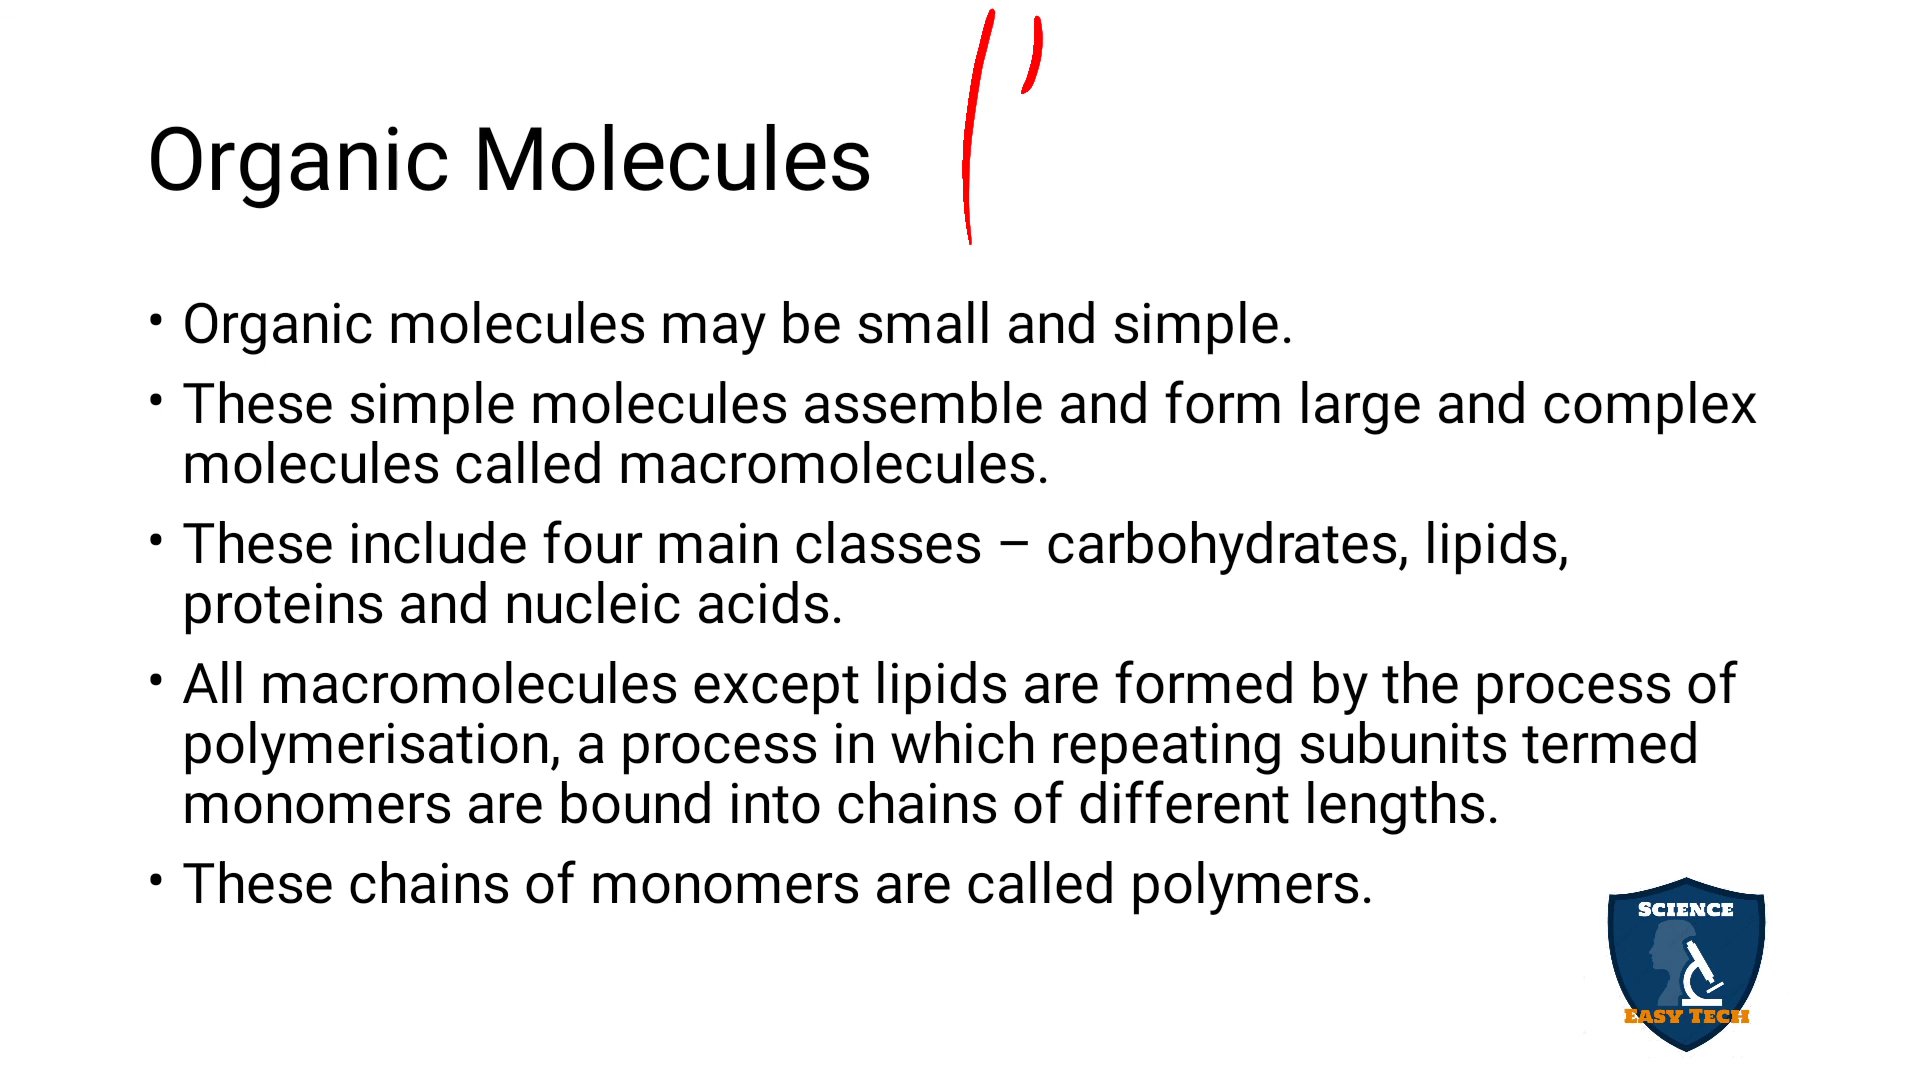 Organic Molecules
• Organic molecules may be small and simple.
• These simple molecules assemble and form large and complex
molecules called macromolecules.
• These include four main classes – carbohydrates, lipids,
proteins and nucleic acids.
• All macromolecules except lipids are formed by the process of
polymerisation, a process in which repeating subunits termed
monomers are bound into chains of different lengths.
• These chains of monomers are called polymers.
SCIENCE
EASY TECH